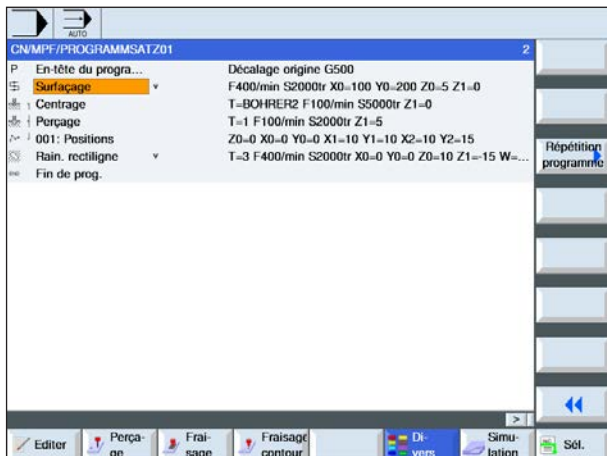 AUTO
CN/MPF/PROGRAMMSATZ01 2
P En-tête du progra... Décalage origine G500
Surfaçage v F400/min S2000tr X0=100 Y0=200 Z0=5 Z1=0
Centrage T=BOHRER2 F100/min S5000tr Z1=0
Perçage T=1 F100/min S2000tr Z1=5
001: Positions Z0=0 X0=0 Y0=0 X1=10 Y1=10 X2=10 Y2=15
Rain. rectiligne v T=3 F400/min S2000tr X0=0 Y0=0 Z0=10 Z1=-15 W=...
END Fin de prog.
Répétition
programme
>
Editer
Perça-
ge
Frai-
sage
Fraisage
contour
Di-
vers
Simu-
lation
Sél.